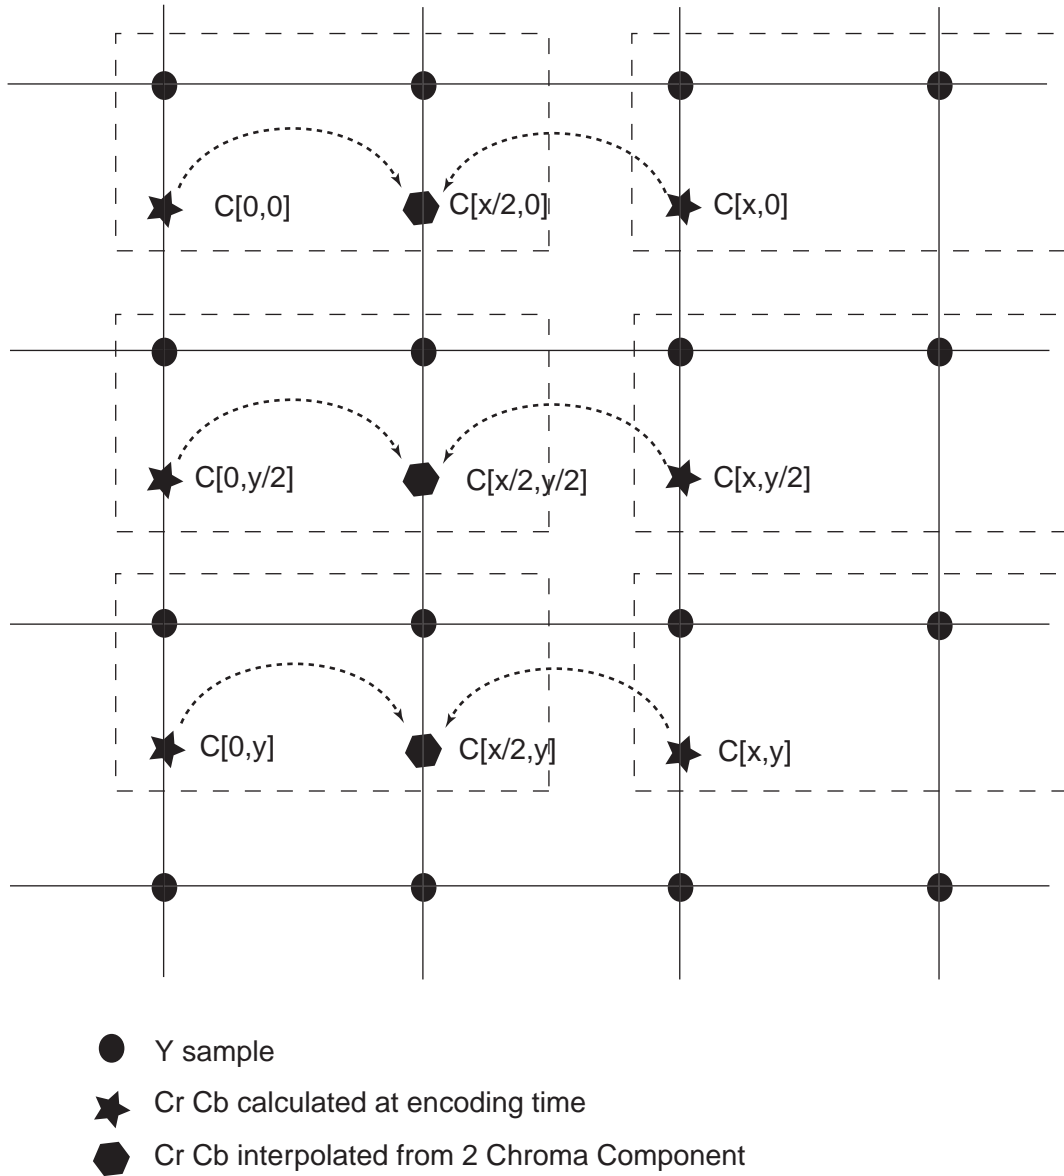 C[0,0] C[x/2,0] C[x,0]
C[0,y/2] C[x/2,y/2] C[x,y/2]
C[0,y] C[x/2,y] C[x,y]
Y sample
Cr Cb calculated at encoding time
Cr Cb interpolated from 2 Chroma Component